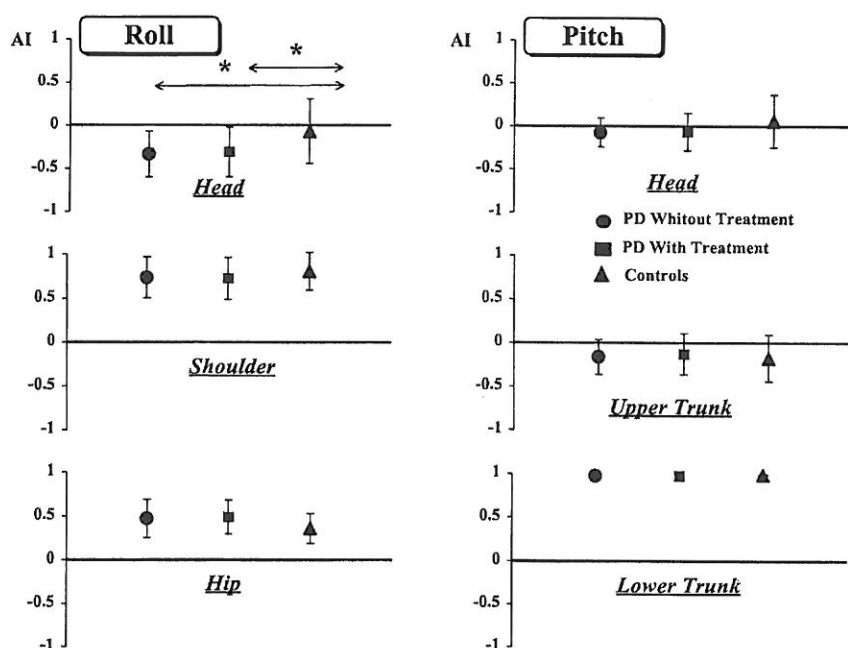 AI
Roll
*
*
1
0.5
0
-0.5
-1
Head
1
0.5
0
-0.5
-1
Shoulder
1
0.5
0
-0.5
-1
Hip
AI
Pitch
1
0.5
0
-0.5
-1
Head
PD Whitout Treatment
PD With Treatment
Controls
1
0.5
0
-0.5
-1
Upper Trunk
1
0.5
0
-0.5
-1
Lower Trunk